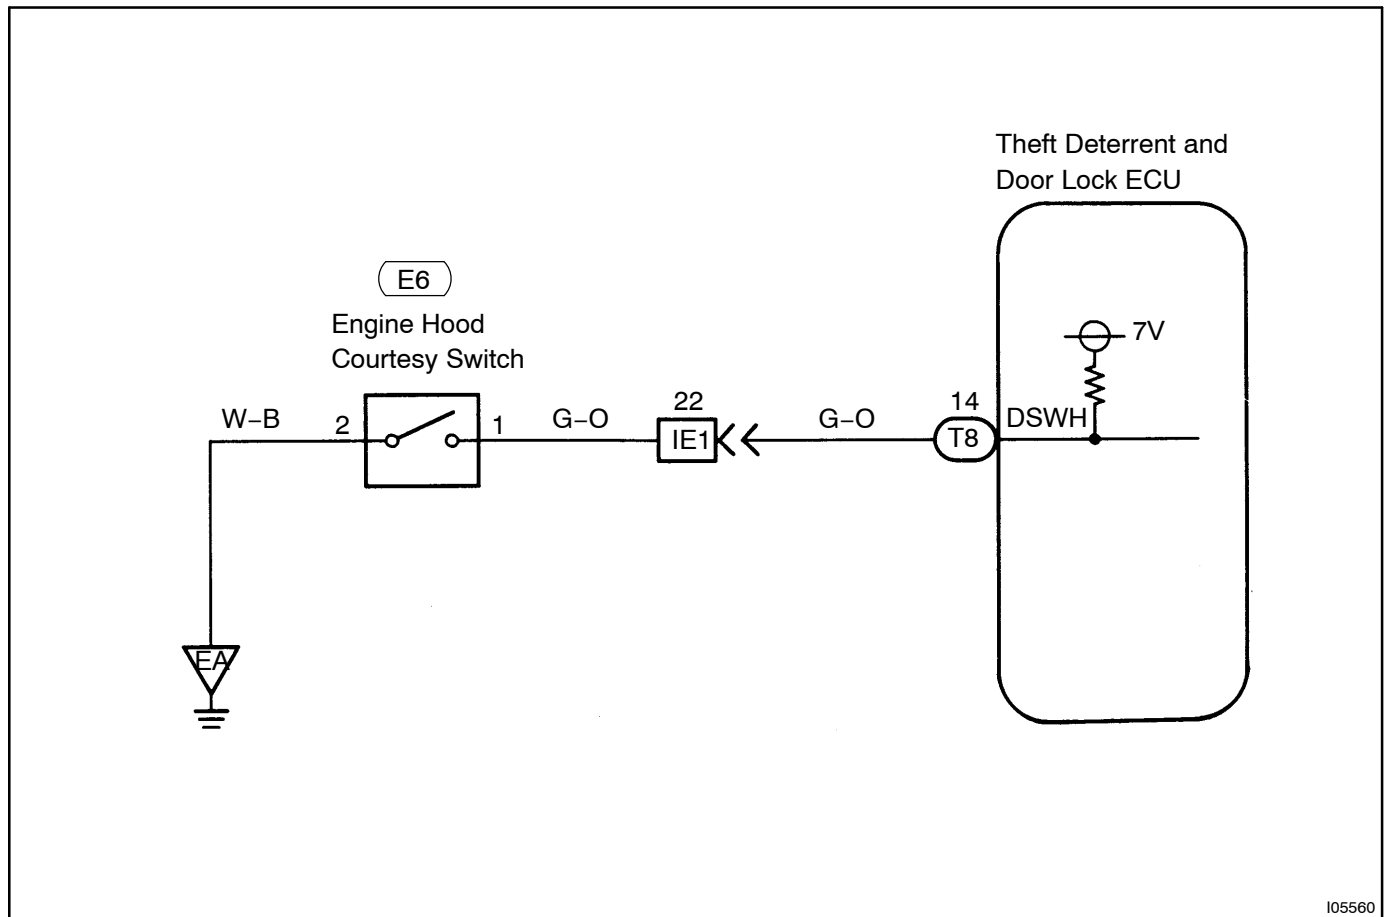 Theft Deterrent and
Door Lock ECU
E6
Engine Hood
Courtesy Switch
7V
W−B
2
1
G−O
22
IE1
G−O
14
T8
DSWH
EA
I05560